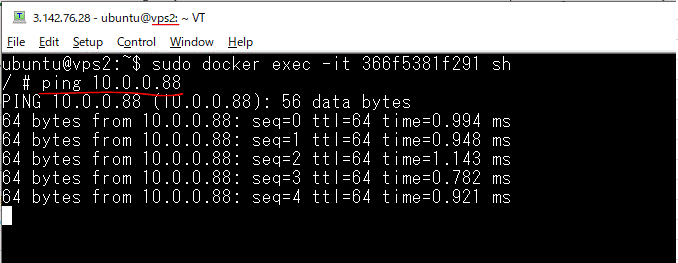 3.142.76.28 - ubuntu@vps2: ~ VT
File Edit Setup Control Window Help
ubuntu@vps2:~$ sudo docker exec -it 366f5381f291 sh
/ # ping 10.0.0.88
PING 10.0.0.88 (10.0.0.88): 56 data bytes
64 bytes from 10.0.0.88: seq=0 ttl=64 time=0.994 ms
64 bytes from 10.0.0.88: seq=1 ttl=64 time=0.948 ms
64 bytes from 10.0.0.88: seq=2 ttl=64 time=1.143 ms
64 bytes from 10.0.0.88: seq=3 ttl=64 time=0.782 ms
64 bytes from 10.0.0.88: seq=4 ttl=64 time=0.921 ms